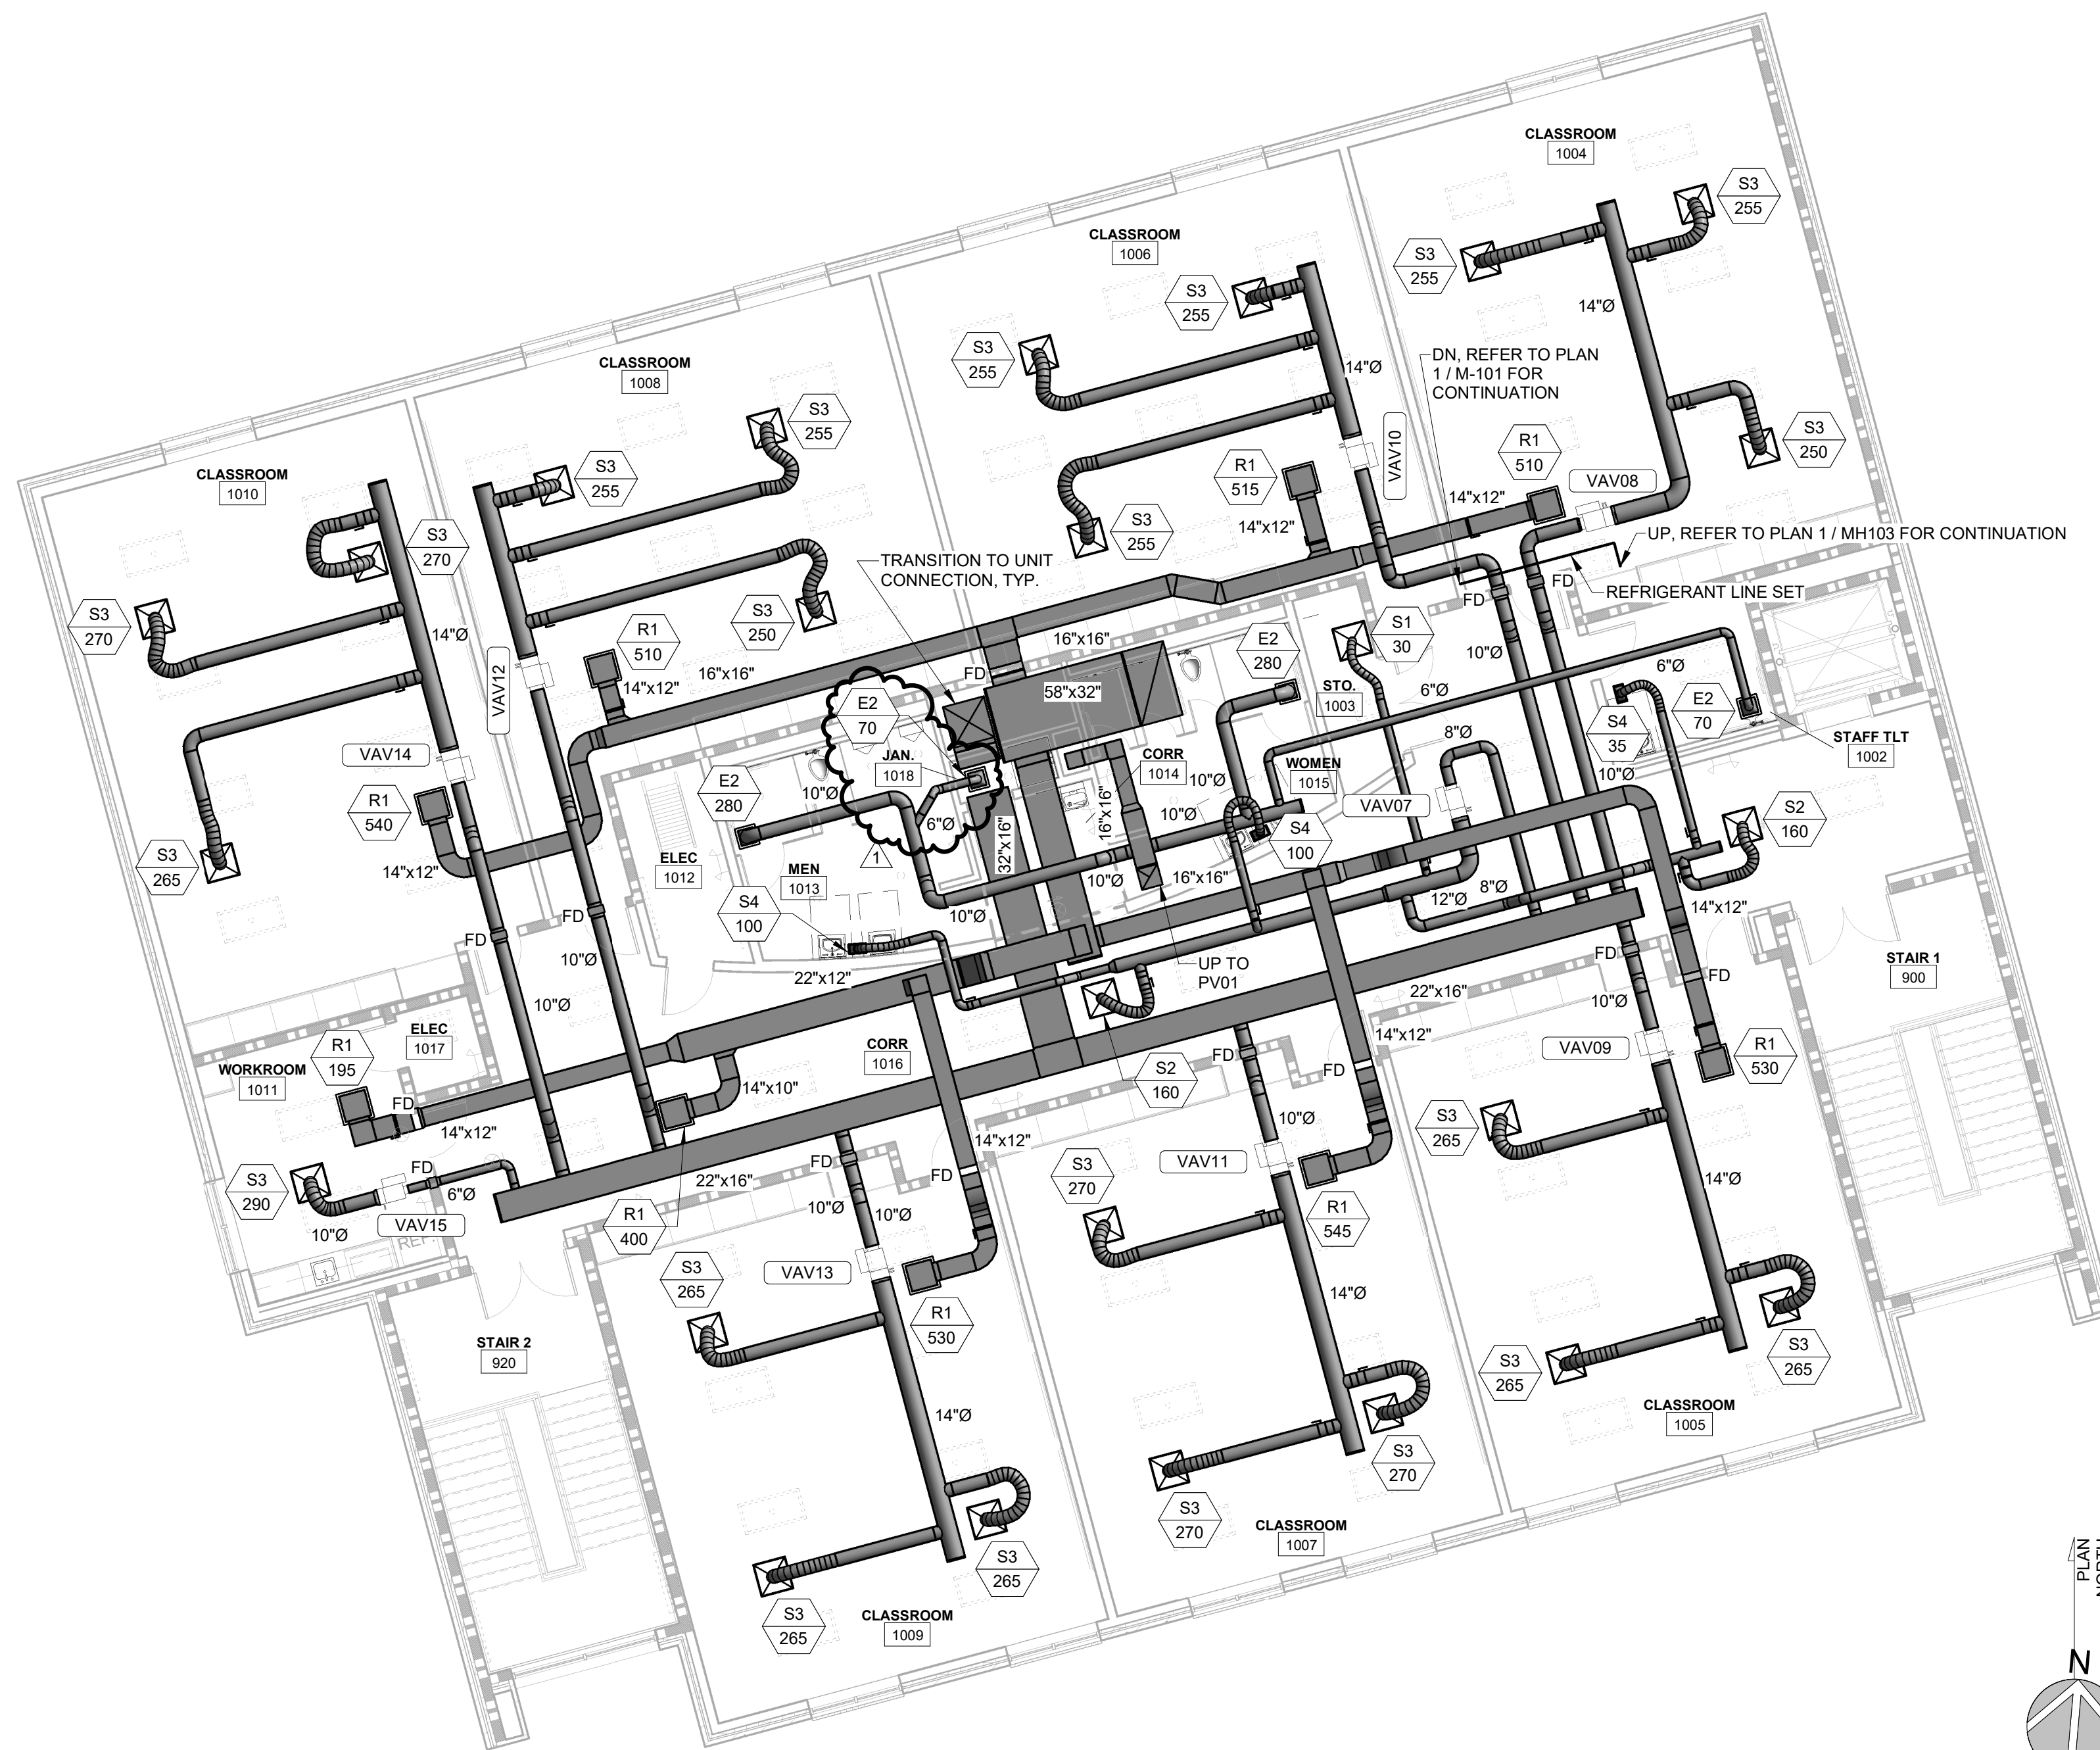 CLASSROOM
1004
S3
255
S3
255
14"Ø
S3
250
CLASSROOM
1006
S3
255
S3
255
14"Ø
S3
255
VAV10
R1
515
14"x12"
DN, REFER TO PLAN
1 / M-101 FOR
CONTINUATION
R1
510
VAV08
14"x12"
UP, REFER TO PLAN 1 / MH103 FOR CONTINUATION
FD
REFRIGERANT LINE SET
FD
CLASSROOM
1008
S3
255
S3
255
S3
250
VAV12
R1
510
14"x12"
16"x16"
CLASSROOM
1010
S3
270
S3
270
14"Ø
S3
265
VAV14
R1
540
14"x12"
TRANSITION TO UNIT
CONNECTION, TYP.
16"x16"
FD
58"x32"
E2
70
JAN.
1018
6"Ø
1
E2
280
10"Ø
E2
280
S1
30
STO.
1003
10"Ø
6"Ø
6"Ø
E2
70
S4
35
STAFF TLT
1002
10"Ø
8"Ø
CORR
1014
WOMEN
1015
10"Ø
10"Ø
VAV07
16"x16"
32"x16"
S4
100
S2
160
ELEC
1012
MEN
1013
S4
100
10"Ø
10"Ø
16"x16"
12"Ø
8"Ø
14"x12"
FD
FD
STAIR 1
900
22"x12"
UP TO
PV01
22"x16"
10"Ø
FD
10"Ø
FD
10"Ø
ELEC
1017
R1
195
WORKROOM
1011
FD
14"x12"
CORR
1016
14"x10"
S2
160
FD
14"x12"
FD
VAV09
R1
530
S3
290
FD
6"Ø
10"Ø
VAV15
REF.
22"x16"
R1
400
FD
10"Ø
10"Ø
14"x12"
FD
VAV13
R1
530
10"Ø
VAV11
R1
545
S3
270
S3
265
14"Ø
S3
265
14"Ø
S3
265
S3
265
S3
265
STAIR 2
920
CLASSROOM
1005
14"Ø
S3
270
S3
270
CLASSROOM
1007
S3
265
S3
265
CLASSROOM
1009
PLAN
NORTH
N